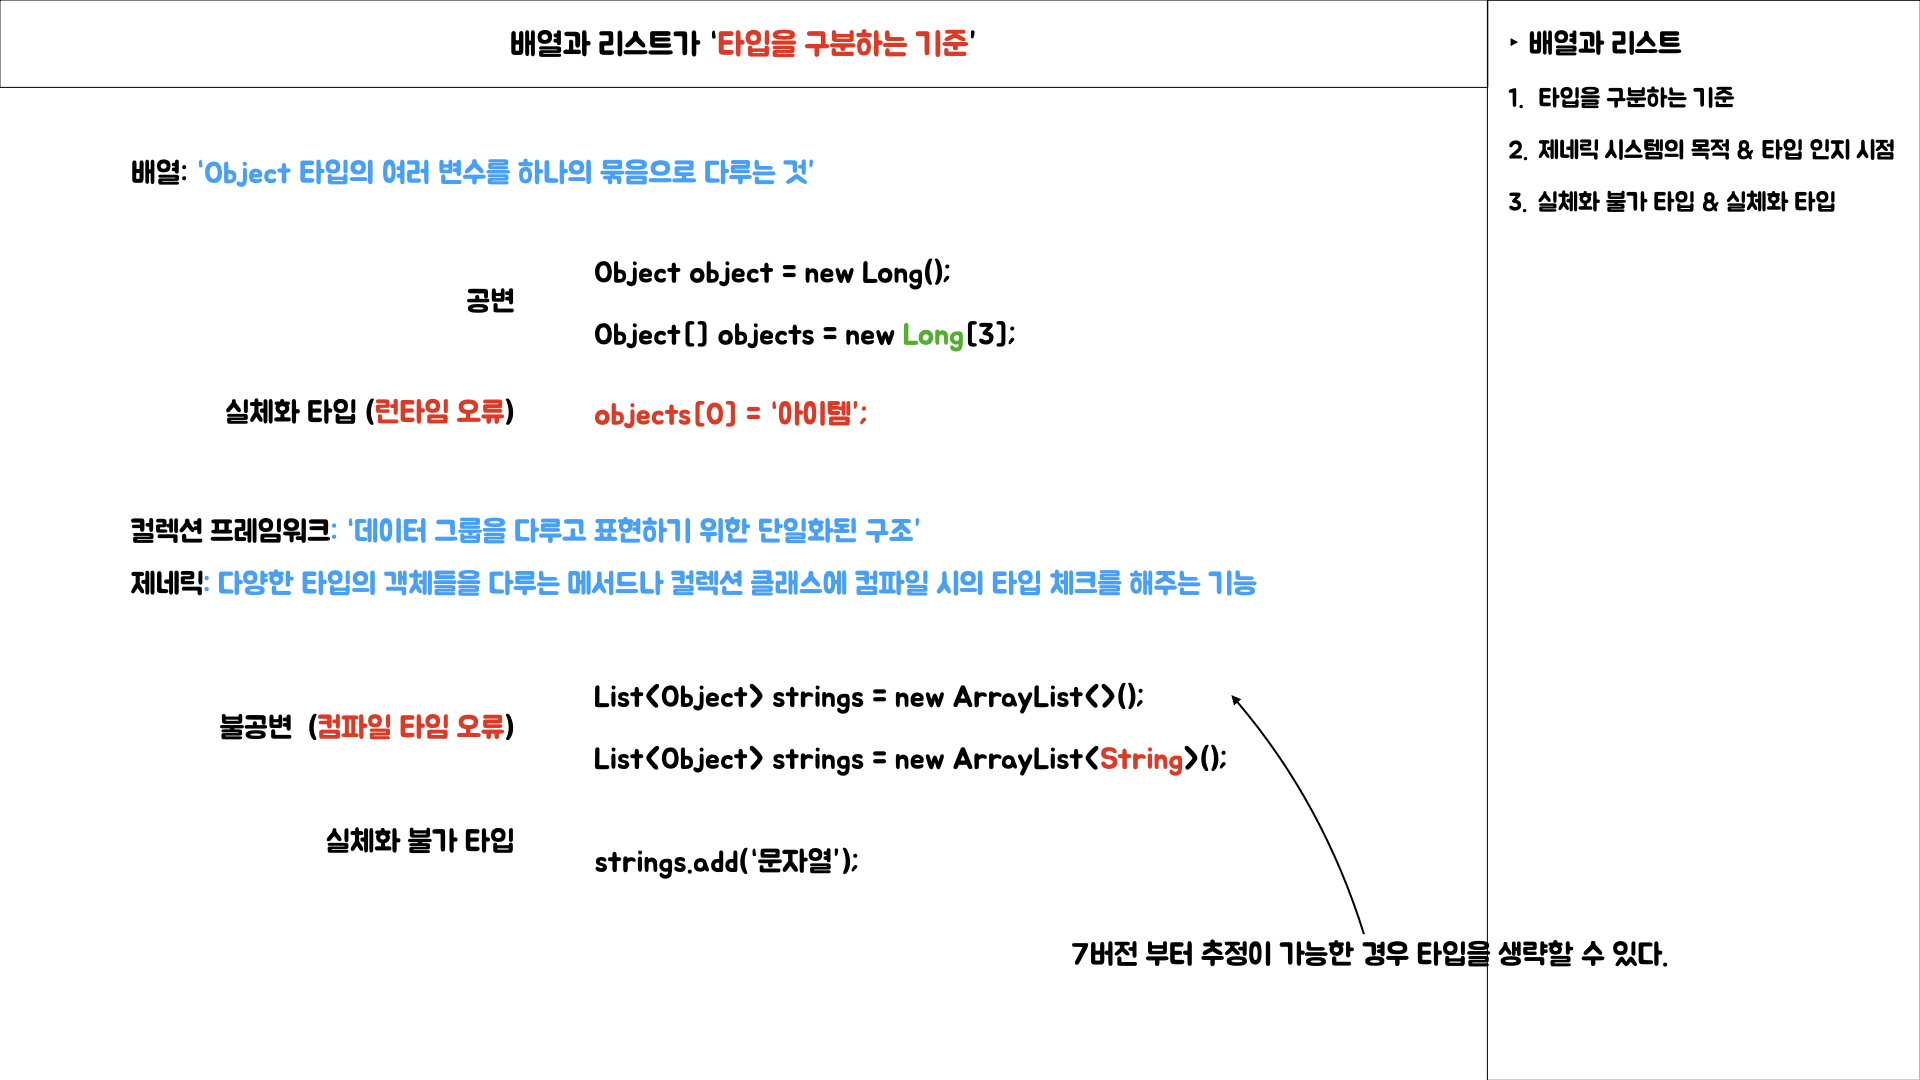 배열과 리스트가 '타입을 구분하는 기준'
배열: 'Object 타입의 여러 변수를 하나의 묶음으로 다루는 것'
공변
Object object = new Long();
Object[] objects = new Long[3];
실체화 타입 (런타임 오류)
objects[0] = '아이템';
컬렉션 프레임워크: '데이터 그룹을 다루고 표현하기 위한 단일화된 구조'
제네릭: 다양한 타입의 객체들을 다루는 메서드나 컬렉션 클래스에 컴파일 시의 타입 체크를 해주는 기능
불공변 (컴파일 타임 오류)
List<Object> strings = new ArrayList<>();
List<Object> strings = new ArrayList<String>();
실체화 불가 타입
strings.add('문자열');
7버전 부터 추정이 가능한 경우 타입을 생략할 수 있다.
‣ 배열과 리스트
1. 타입을 구분하는 기준
2. 제네릭 시스템의 목적 & 타입 인지 시점
3. 실체화 불가 타입 & 실체화 타입